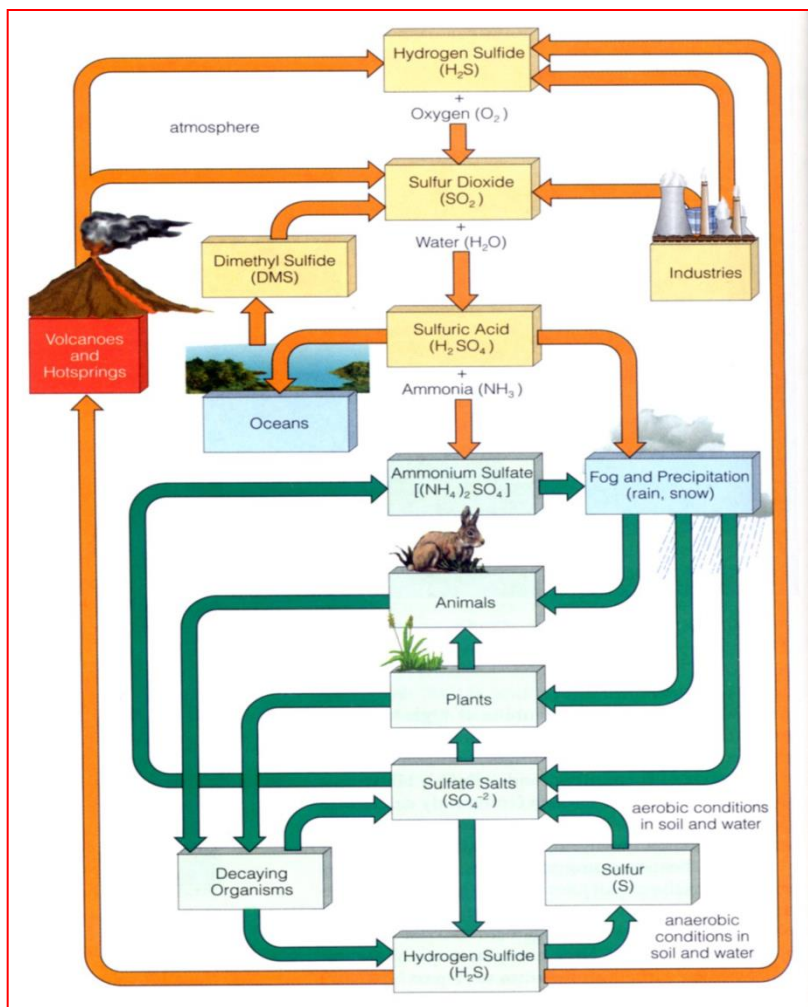 Hydrogen Sulfide
(H₂S)
+
Oxygen (O₂)
atmosphere
Sulfur Dioxide
(SO₂)
+
Water (H₂O)
Dimethyl Sulfide
(DMS)
Industries
Volcanoes
and
Hotsprings
Sulfuric Acid
(H₂SO₄)
+
Ammonia (NH₃)
Oceans
Ammonium Sulfate
[(NH₄)₂SO₄]
Fog and Precipitation
(rain, snow)
Animals
Plants
Sulfate Salts
(SO₄⁻²)
aerobic conditions
in soil and water
Decaying
Organisms
Sulfur
(S)
anaerobic
conditions in
soil and water
Hydrogen Sulfide
(H₂S)